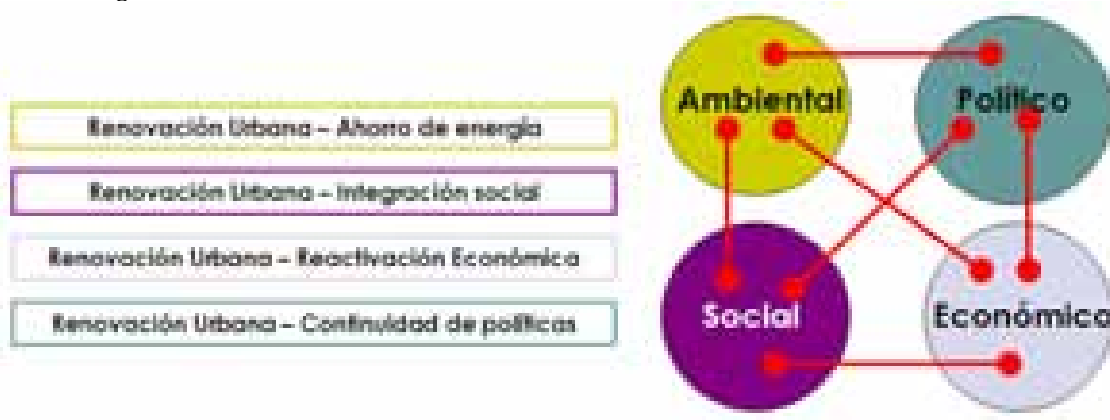 Renovación Urbana – Ahorro de energía
Renovación Urbana – Integración social
Renovación Urbana – Reactivación Económica
Renovación Urbana – Continuidad de políticas
Ambiental
Político
Social
Económico